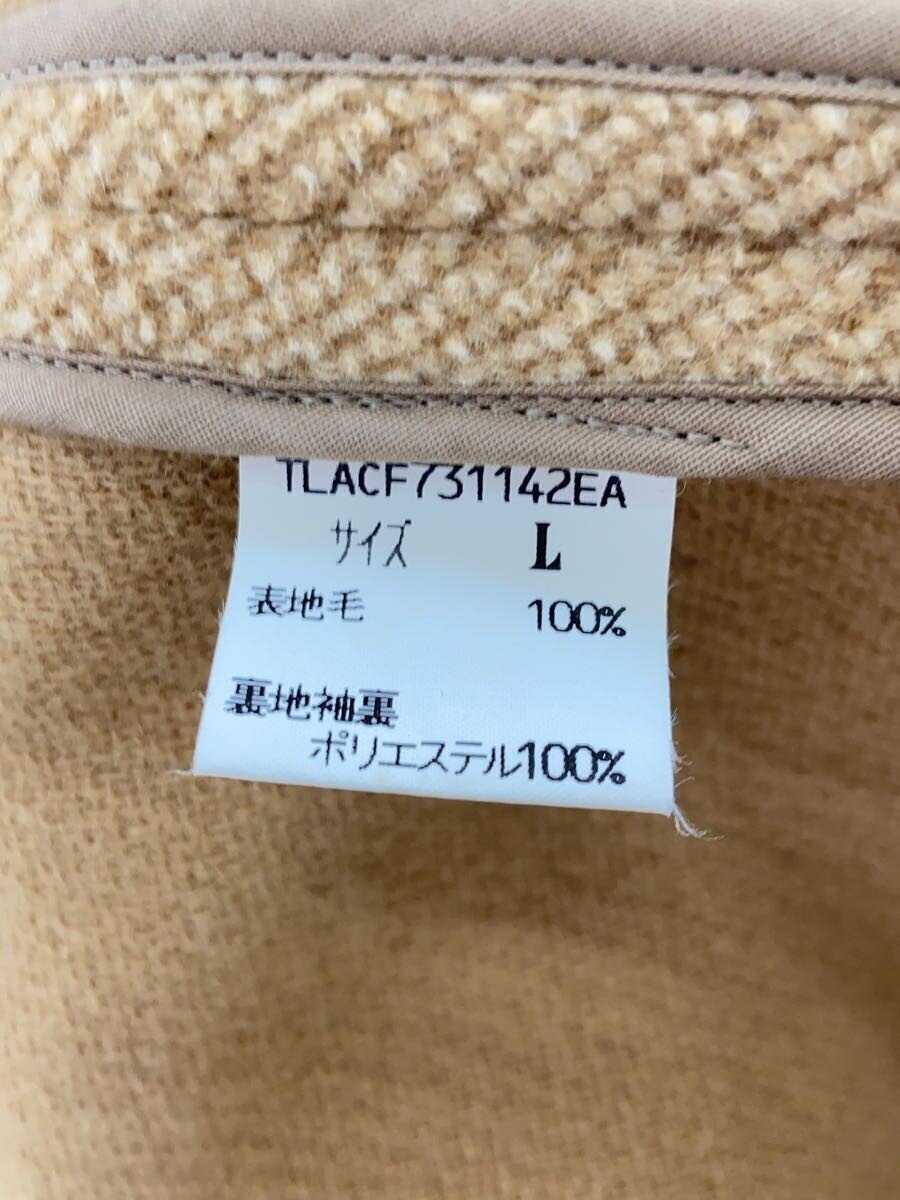 TLACF731142EA
サイズ L
表地毛 100%
裏地袖裏
ポリエステル100%